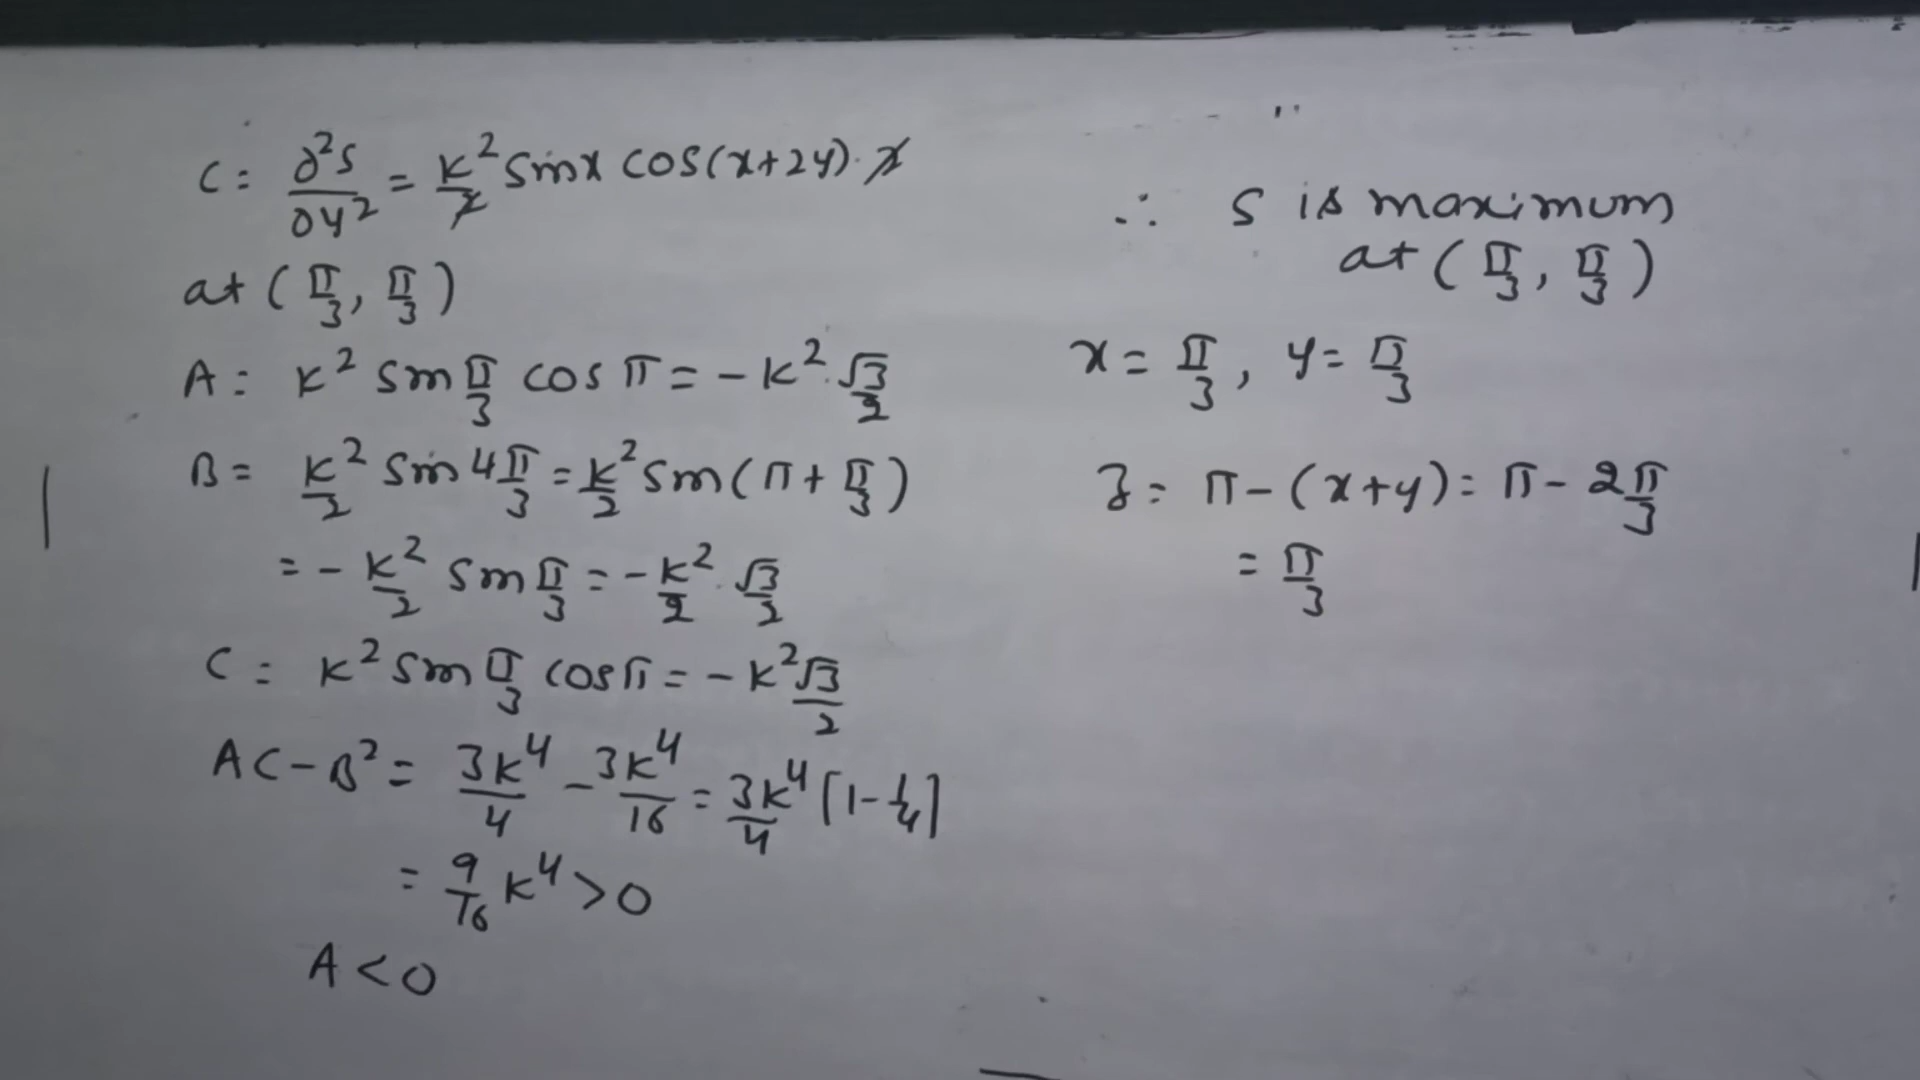 C = ∂²S/∂y² = k²/2 sinx cos(x+2y)·2
at (π/3, π/3)
A = k² sin π/3 cos π = -k²·√3/2
B = k²/2 sin 4π/3 = k²/2 sin(π + π/3)
= - k²/2 sin π/3 = - k²/2 · √3/2
C = k² sin π/3 cos π = - k²√3/2
AC - B² = 3k⁴/4 - 3k⁴/16 = 3k⁴/4 [1 - 1/4]
= 9/16 k⁴ > 0
A < 0
∴ S is maximum
at (π/3, π/3)
x = π/3, y = π/3
z = π - (x+y) = π - 2π/3
= π/3